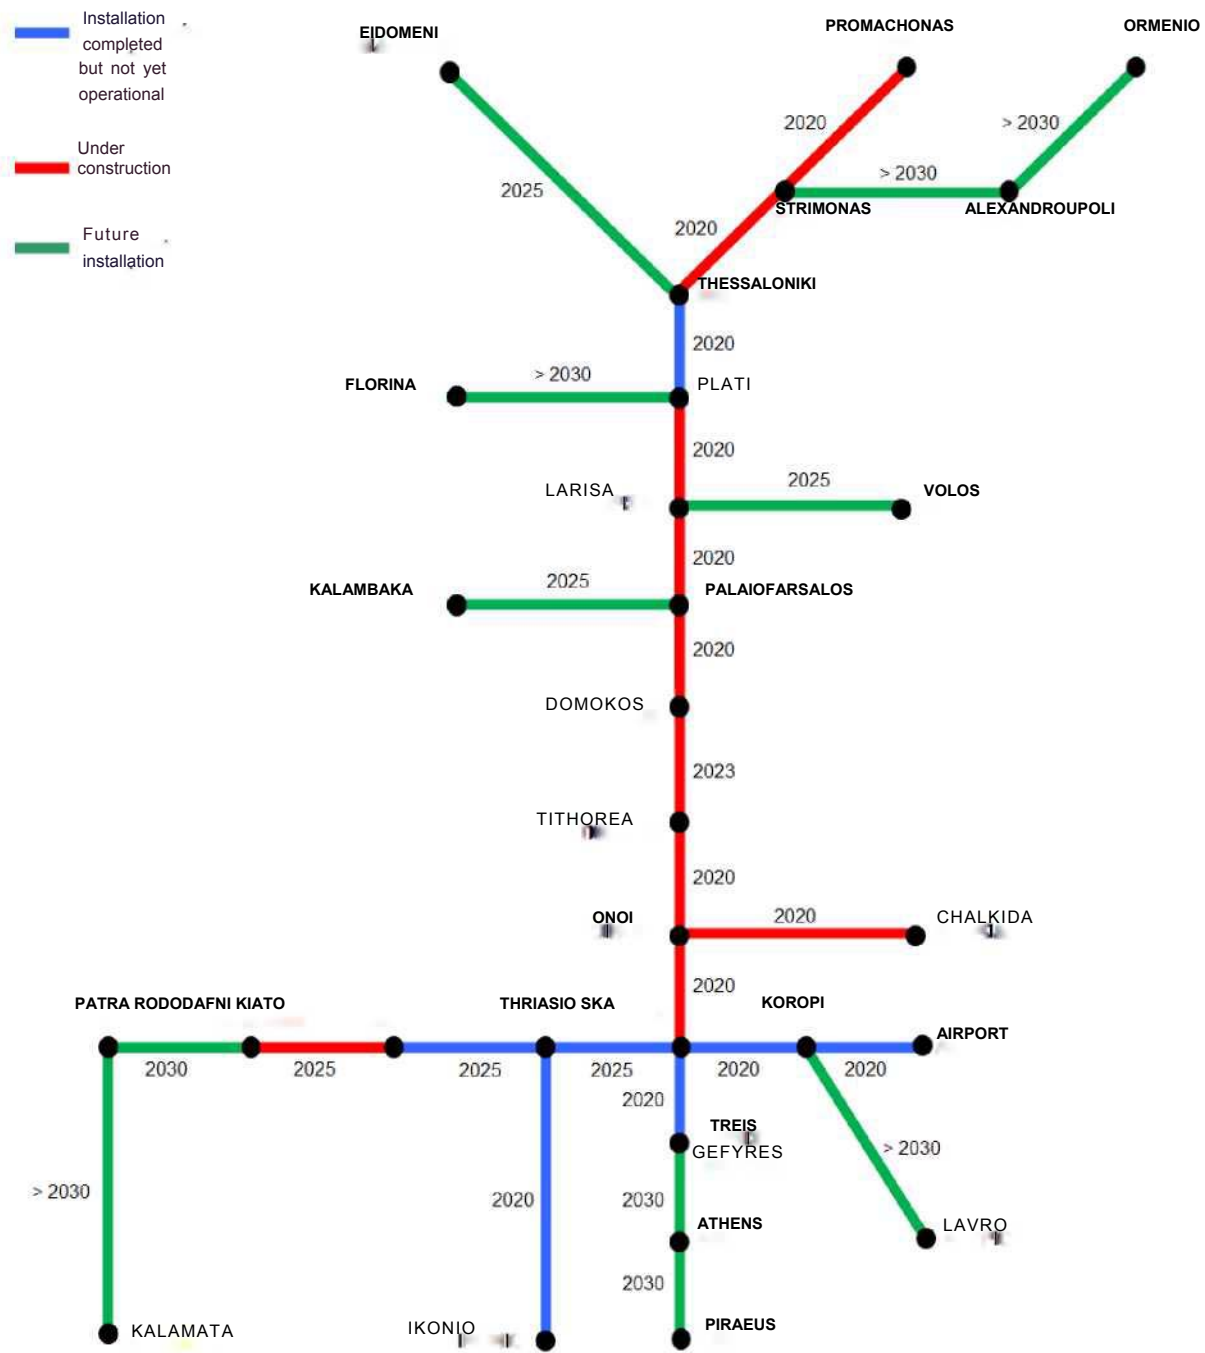 Installation
completed
but not yet
operational
Under
construction
Future
installation
EIDOMENI
PROMACHONAS
ORMENIO
2020
> 2030
2025
> 2030
STRIMONAS
ALEXANDROUPOLI
2020
THESSALONIKI
2020
FLORINA
> 2030
PLATI
2020
LARISA
2025
VOLOS
2020
KALAMBAKA
2025
PALAIOFARSALOS
2020
DOMOKOS
2023
TITHOREA
2020
ONOI
2020
CHALKIDA
2020
PATRA RODODAFNI KIATO
THRIASIO SKA
KOROPI
AIRPORT
2030
2025
2025
2025
2020
2020
2020
TREIS
GEFYRES
> 2030
> 2030
2020
2030
ATHENS
LAVRO
2030
KALAMATA
IKONIO
PIRAEUS